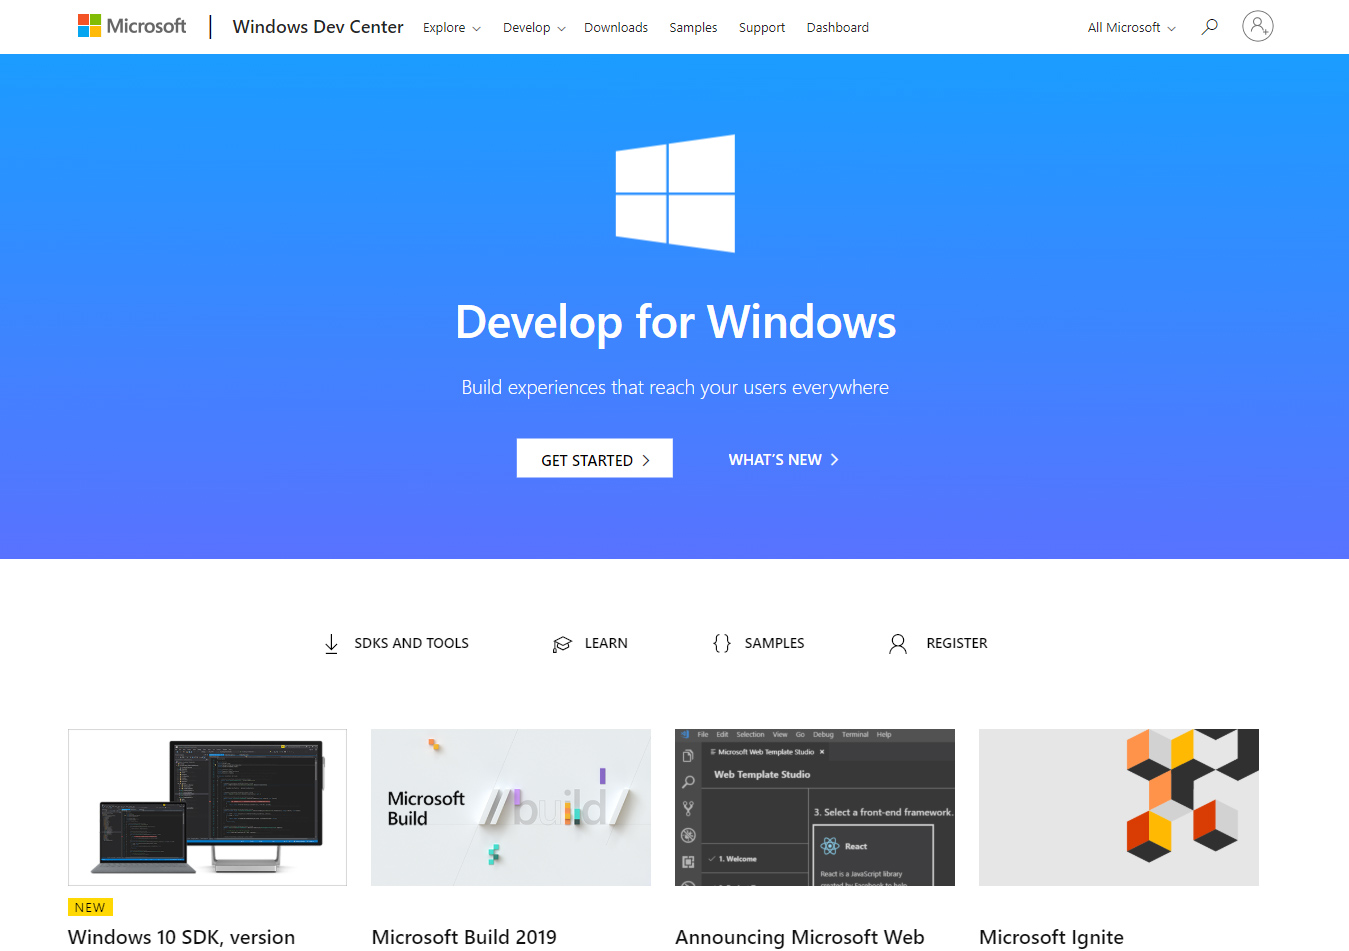 Microsoft
Windows Dev Center
Explore
Develop
Downloads
Samples
Support
Dashboard
All Microsoft
Develop for Windows
Build experiences that reach your users everywhere
GET STARTED
WHAT'S NEW
SDKS AND TOOLS
LEARN
SAMPLES
REGISTER
Microsoft
Build
//build/
File Edit Selection View Go Debug Terminal Help
Microsoft Web Template Studio
Web Template Studio
3. Select a front-end framework.
React
1. Welcome
React is a JavaScript library
created by Facebook to help
NEW
Windows 10 SDK, version
Microsoft Build 2019
Announcing Microsoft Web
Microsoft Ignite